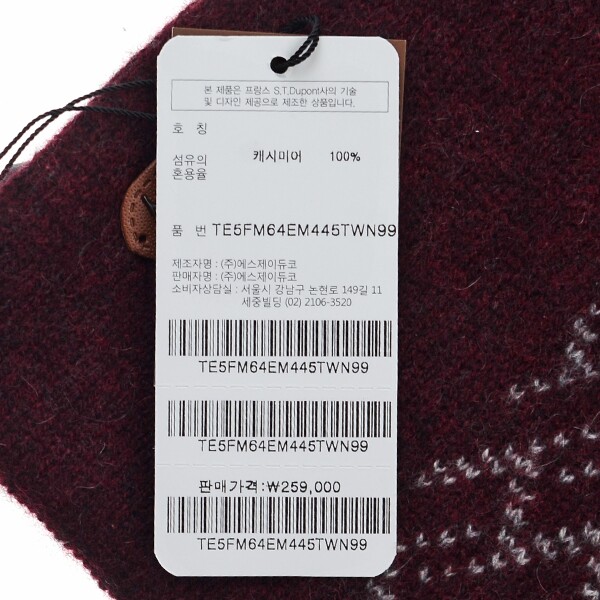 본 제품은 프랑스 S.T.Dupont사의 기술
및 디자인 제공으로 제조한 상품입니다.
호 칭
섬유의 캐시미어 100%
혼용율
품 번 TE5FM64EM445TWN99
제조자명 : (주)에스제이듀코
판매자명 : (주)에스제이듀코
소비자상담실 : 서울시 강남구 논현로 149길 11
세중빌딩 (02) 2106-3520
TE5FM64EM445TWN99
TE5FM64EM445TWN99
판매가격:₩259,000
TE5FM64EM445TWN99